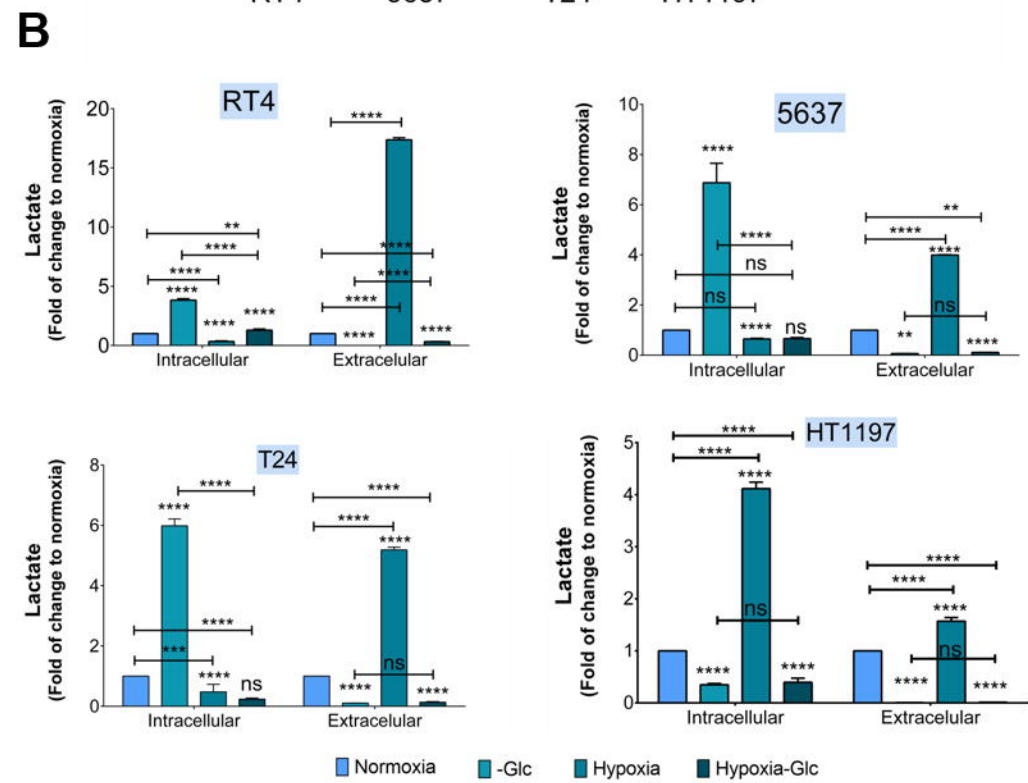 B
RT4
Lactate
(Fold of change to normoxia)
20
15
10
5
0
****
**
****
****
****
****
****
****
****
****
****
****
Intracellular
Extracelular
5637
Lactate
(Fold of change to normoxia)
10
8
6
4
2
0
****
****
ns
ns
****
ns
**
****
****
ns
**
****
Intracellular
Extracelular
T24
Lactate
(Fold of change to normoxia)
8
6
4
2
0
****
****
****
***
****
ns
****
****
****
ns
****
****
Intracellular
Extracelular
HT1197
Lactate
(Fold of change to normoxia)
5
4
3
2
1
0
****
****
****
ns
****
****
****
****
****
ns
****
****
Intracellular
Extracelular
Normoxia
-Glc
Hypoxia
Hypoxia-Glc